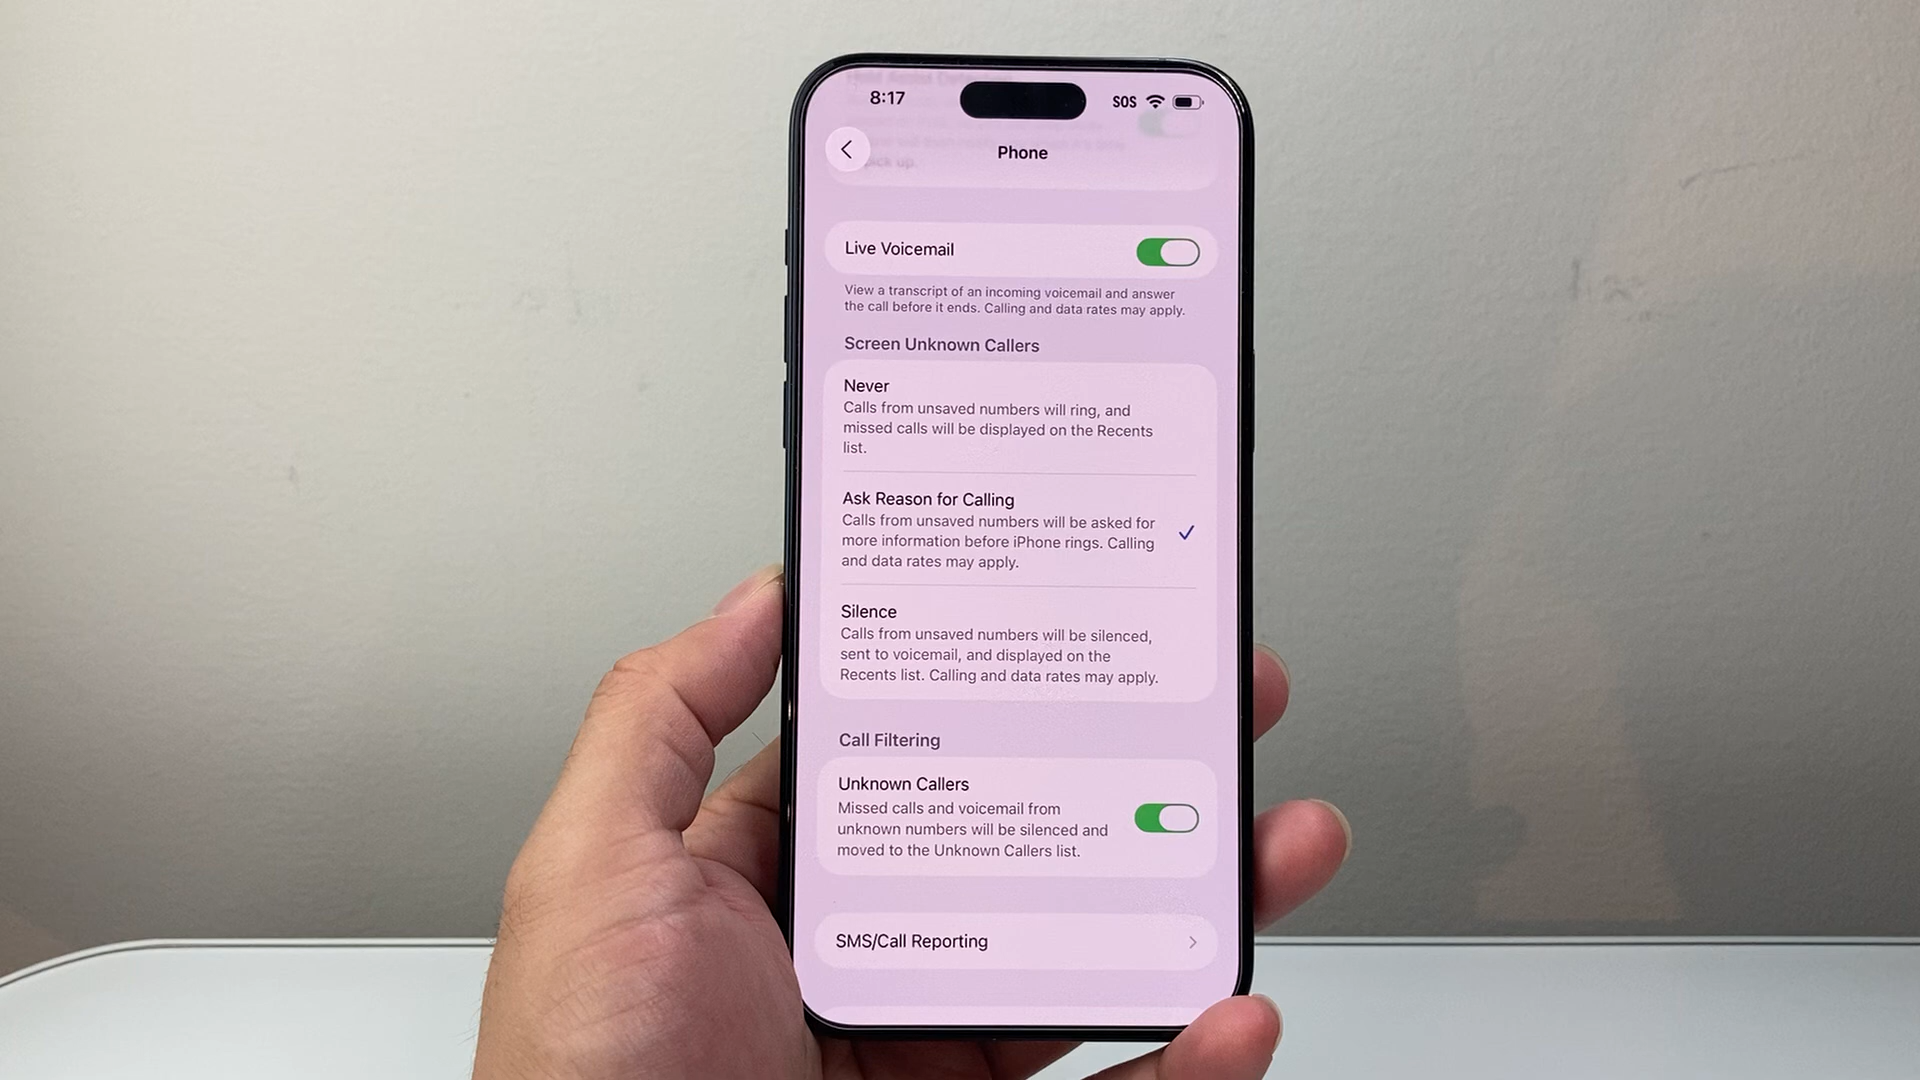 8:17
SOS
pick up.
Phone
Live Voicemail
View a transcript of an incoming voicemail and answer
the call before it ends. Calling and data rates may apply.
Screen Unknown Callers
Never
Calls from unsaved numbers will ring, and
missed calls will be displayed on the Recents
list.
Ask Reason for Calling
Calls from unsaved numbers will be asked for
more information before iPhone rings. Calling
and data rates may apply.
Silence
Calls from unsaved numbers will be silenced,
sent to voicemail, and displayed on the
Recents list. Calling and data rates may apply.
Call Filtering
Unknown Callers
Missed calls and voicemail from
unknown numbers will be silenced and
moved to the Unknown Callers list.
SMS/Call Reporting